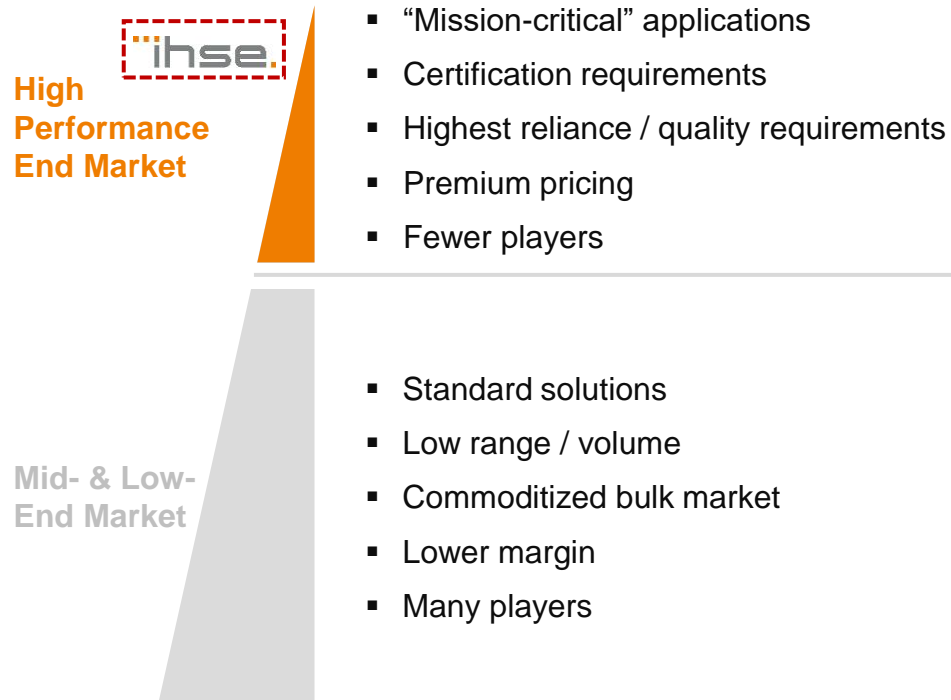 ihse.
High
Performance
End Market
▪ “Mission-critical” applications
▪ Certification requirements
▪ Highest reliance / quality requirements
▪ Premium pricing
▪ Fewer players
Mid- & Low-
End Market
▪ Standard solutions
▪ Low range / volume
▪ Commoditized bulk market
▪ Lower margin
▪ Many players